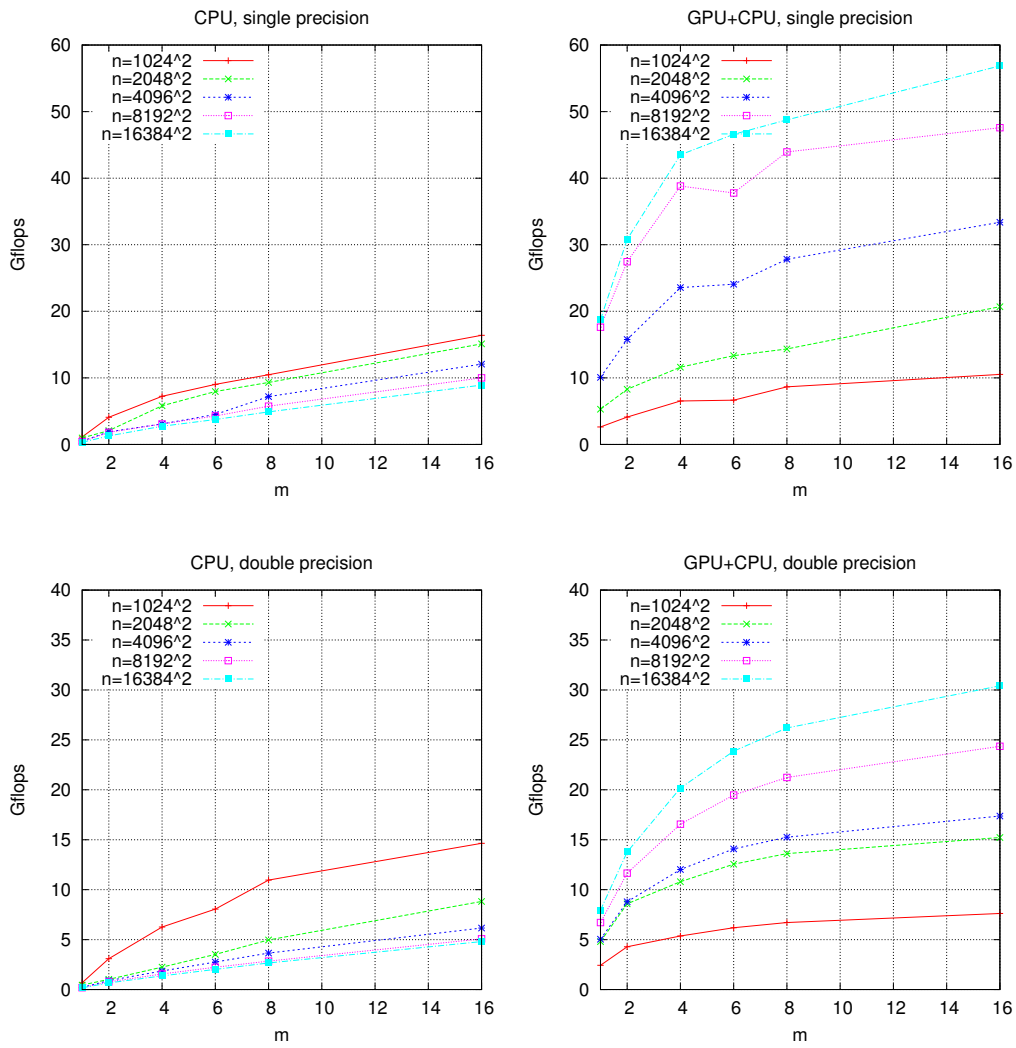 CPU, single precision
60
50
40
30
20
10
0
Gflops
n=1024^2
n=2048^2
n=4096^2
n=8192^2
n=16384^2
2 4 6 8 10 12 14 16
m
GPU+CPU, single precision
60
50
40
30
20
10
0
Gflops
n=1024^2
n=2048^2
n=4096^2
n=8192^2
n=16384^2
2 4 6 8 10 12 14 16
m
CPU, double precision
40
35
30
25
20
15
10
5
0
Gflops
n=1024^2
n=2048^2
n=4096^2
n=8192^2
n=16384^2
2 4 6 8 10 12 14 16
m
GPU+CPU, double precision
40
35
30
25
20
15
10
5
0
Gflops
n=1024^2
n=2048^2
n=4096^2
n=8192^2
n=16384^2
2 4 6 8 10 12 14 16
m